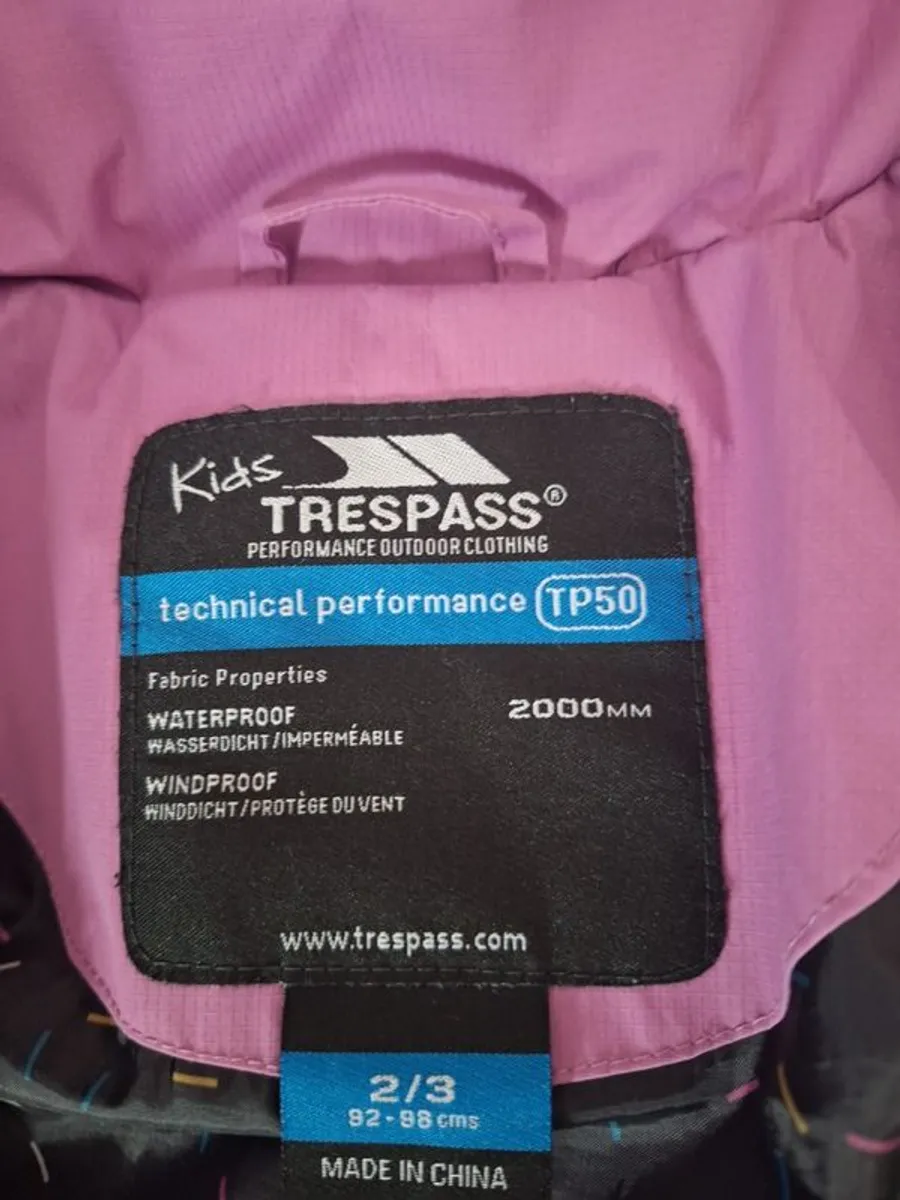 Kids
TRESPASS®
PERFORMANCE OUTDOOR CLOTHING
technical performance TP50
Fabric Properties
WATERPROOF 2000MM
WASSERDICHT/IMPERMÉABLE
WINDPROOF
WINDDICHT/PROTÈGE DU VENT
www.trespass.com
2/3
92-98 cms
MADE IN CHINA